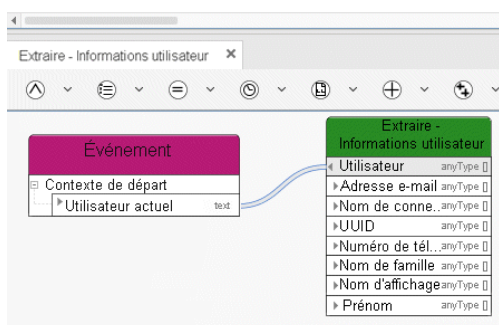 Extraire - Informations utilisateur ×
Événement
Contexte de départ
Utilisateur actuel text
Extraire -
Informations utilisateur
Utilisateur anyType []
Adresse e-mail anyType []
Nom de conne... anyType []
UUID anyType []
Numéro de tél... anyType []
Nom de famille anyType []
Nom d'affichage anyType []
Prénom anyType []